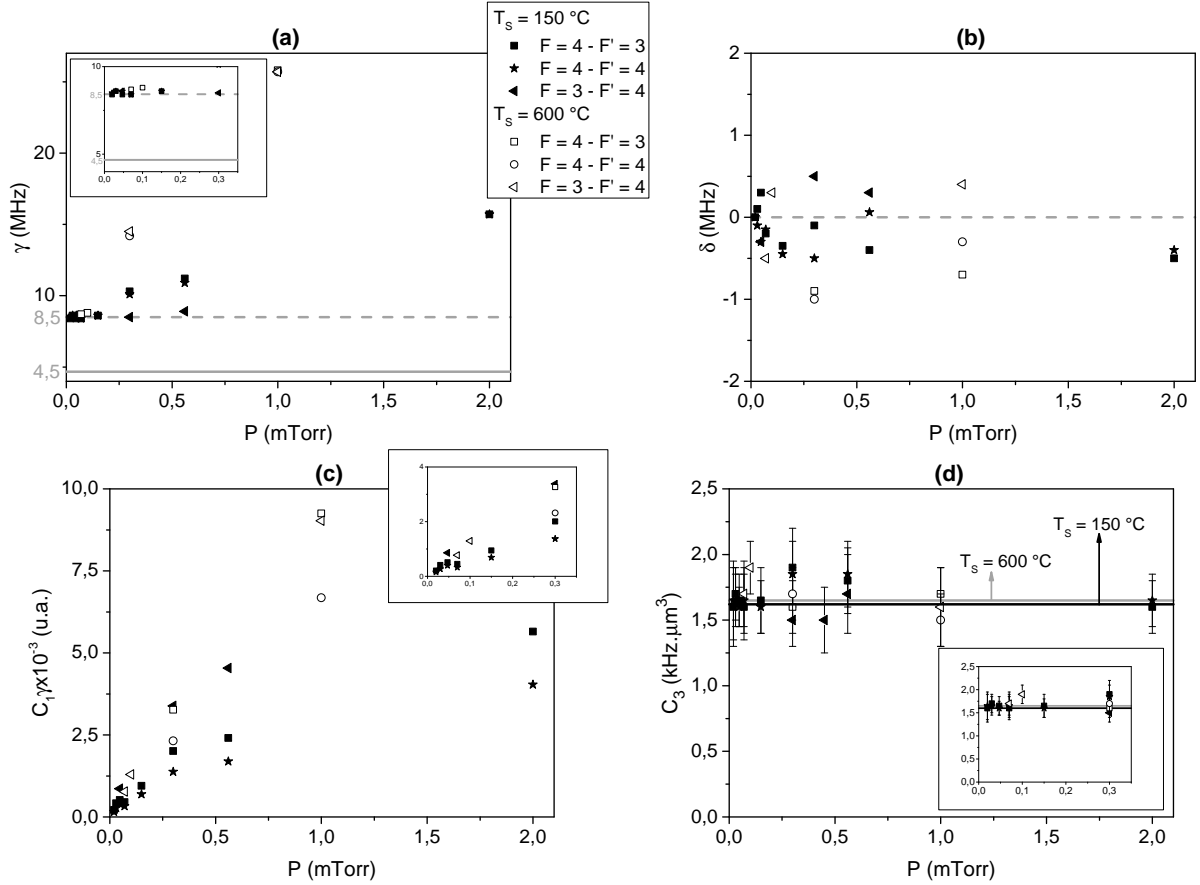 (a)
20
10
8,5
4,5
0,0 0,5 1,0 1,5 2,0
γ (MHz)
P (mTorr)
10
8,5
5
4,5
0,0 0,1 0,2 0,3
T_S = 150 °C
F = 4 - F' = 3
F = 4 - F' = 4
F = 3 - F' = 4
T_S = 600 °C
F = 4 - F' = 3
F = 4 - F' = 4
F = 3 - F' = 4
(b)
2
1
0
-1
-2
0,0 0,5 1,0 1,5 2,0
δ (MHz)
P (mTorr)
(c)
10,0
7,5
5,0
2,5
0,0
0,0 0,5 1,0 1,5 2,0
C₁γx10⁻³ (u.a.)
P (mTorr)
4
2
0
0,0 0,1 0,2 0,3
(d)
2,5
2,0
1,5
1,0
0,5
0,0
0,0 0,5 1,0 1,5 2,0
C₃ (kHz.μm³)
P (mTorr)
T_S = 150 °C
T_S = 600 °C
2,5
2,0
1,5
1,0
0,5
0,0
0,0 0,1 0,2 0,3